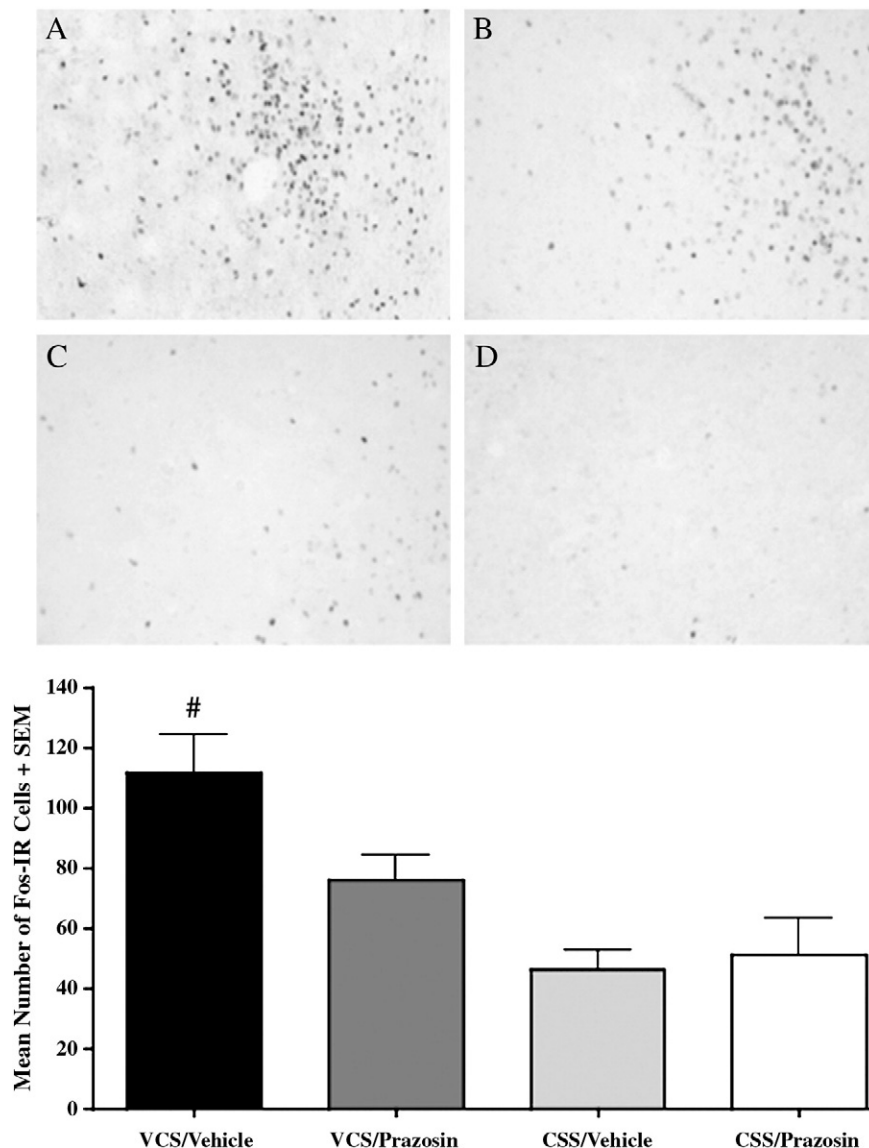 A
B
C
D
#
Mean Number of Fos-IR Cells + SEM
140
120
100
80
60
40
20
0
VCS/Vehicle
VCS/Prazosin
CSS/Vehicle
CSS/Prazosin